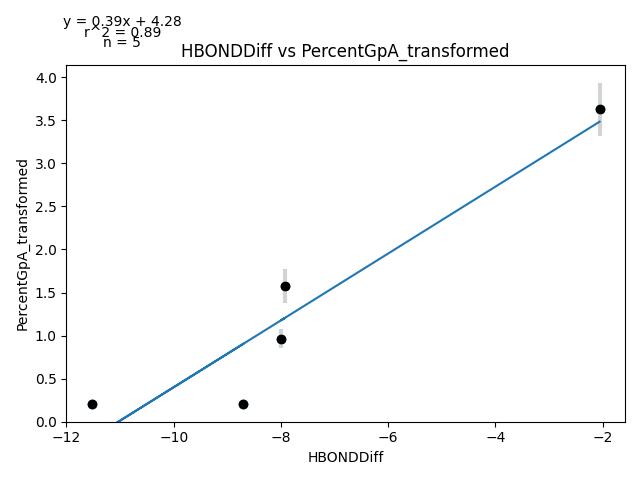 y = 0.39x + 4.28
r^2 = 0.89
n = 5
HBONDDiff vs PercentGpA_transformed
PercentGpA_transformed
4.0
3.5
3.0
2.5
2.0
1.5
1.0
0.5
0.0
−12
−10
−8
−6
−4
−2
HBONDDiff